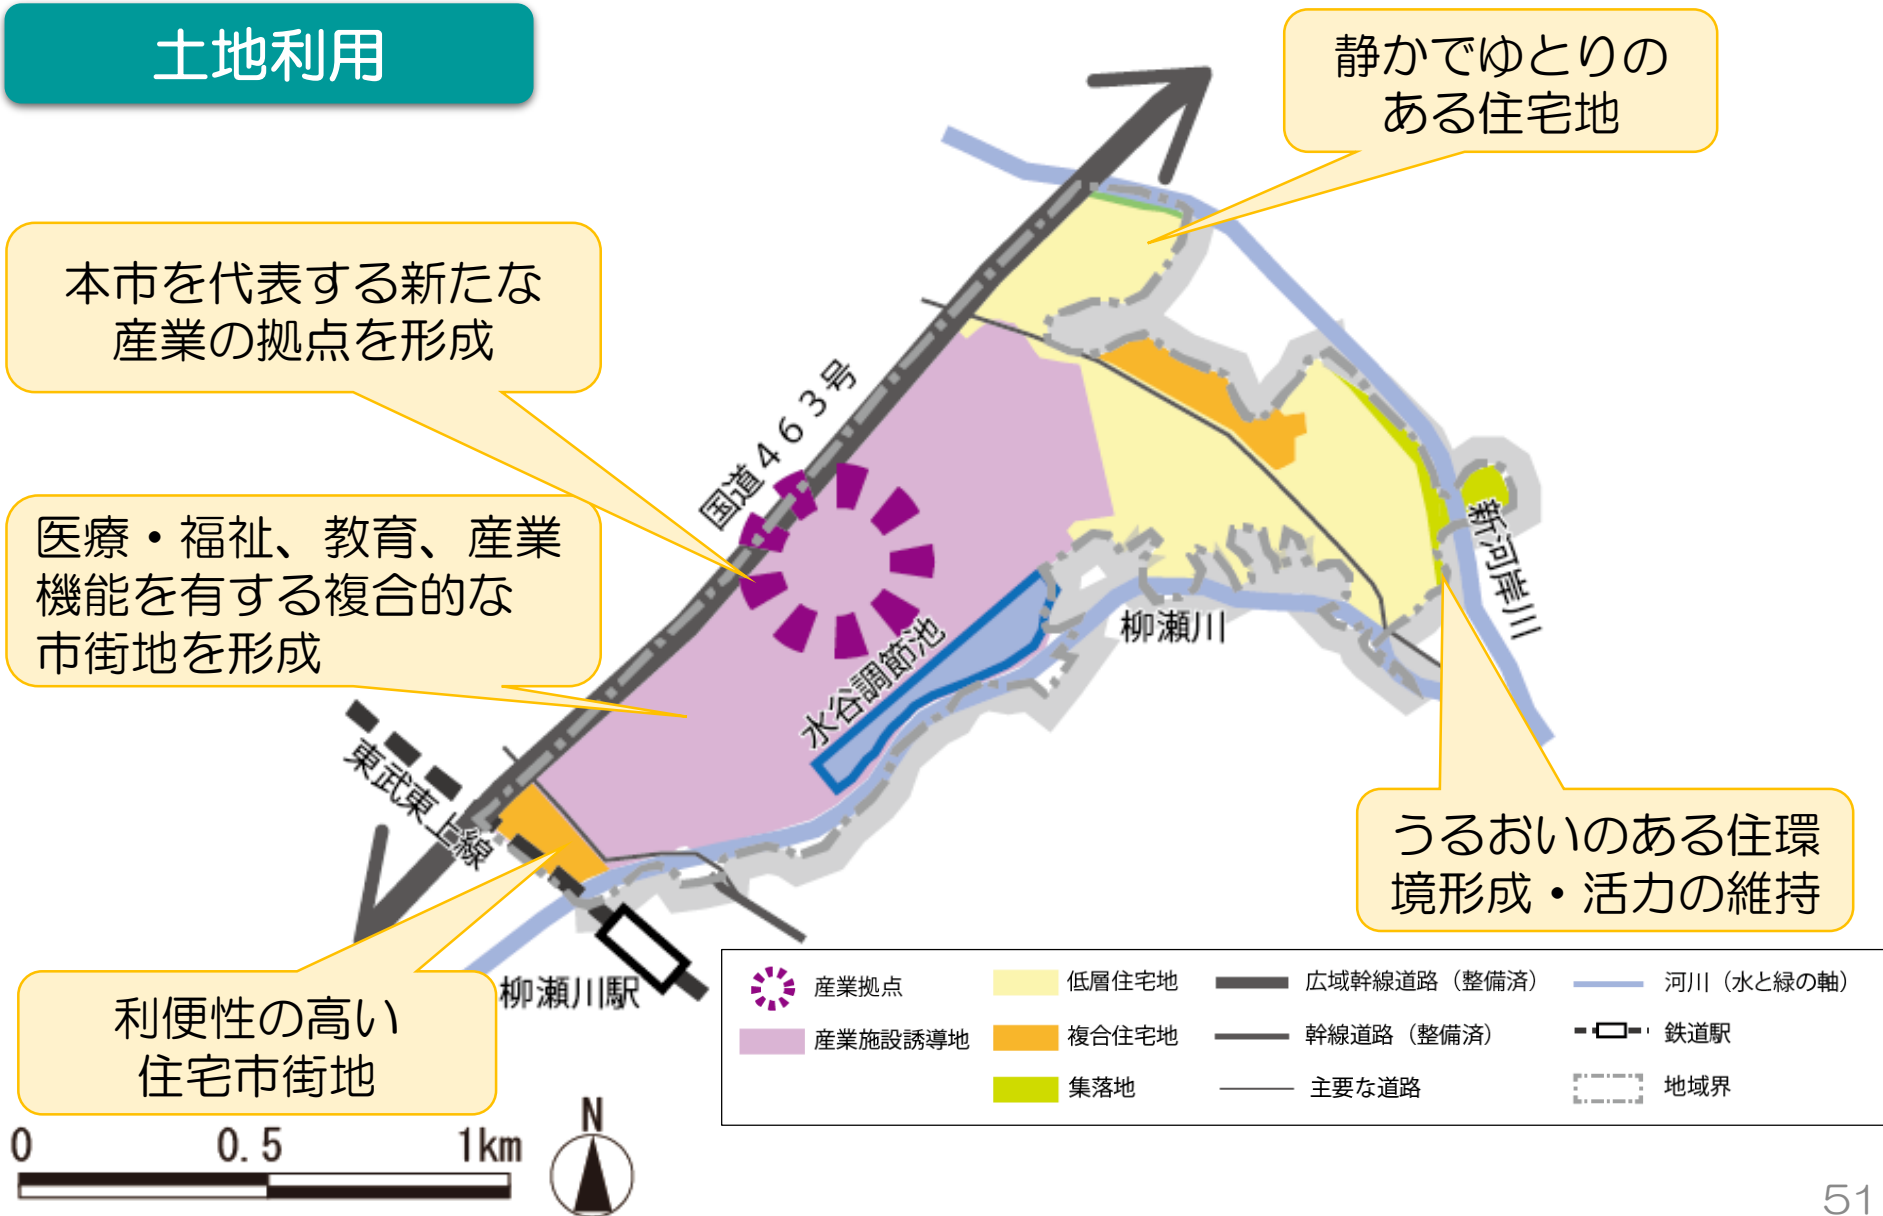 土地利用
静かでゆとりの
ある住宅地
本市を代表する新たな
産業の拠点を形成
国道４６３号
医療・福祉、教育、産業
機能を有する複合的な
市街地を形成
新河岸川
柳瀬川
水谷調節池
東武東上線
うるおいのある住環
境形成・活力の維持
柳瀬川駅
利便性の高い
住宅市街地
産業拠点
産業施設誘導地
低層住宅地
複合住宅地
集落地
広域幹線道路（整備済）
幹線道路（整備済）
主要な道路
河川（水と緑の軸）
鉄道駅
地域界
0 0.5 1km
N
51